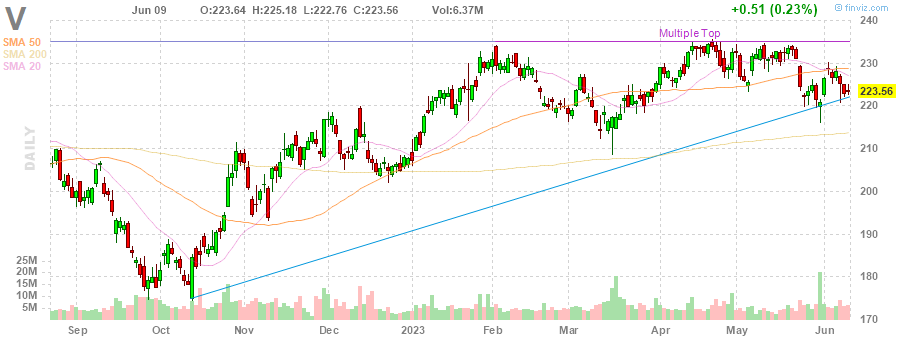 © finviz.com
V
Jun 09 O:223.64 H:225.18 L:222.76 C:223.56 Vol:6.37M +0.51 (0.23%)
SMA 50
SMA 200
SMA 20
Multiple Top
DAILY
240
230
223.56
220
210
200
190
180
170
25M
20M
15M
10M
5M
Sep Oct Nov Dec 2023 Feb Mar Apr May Jun